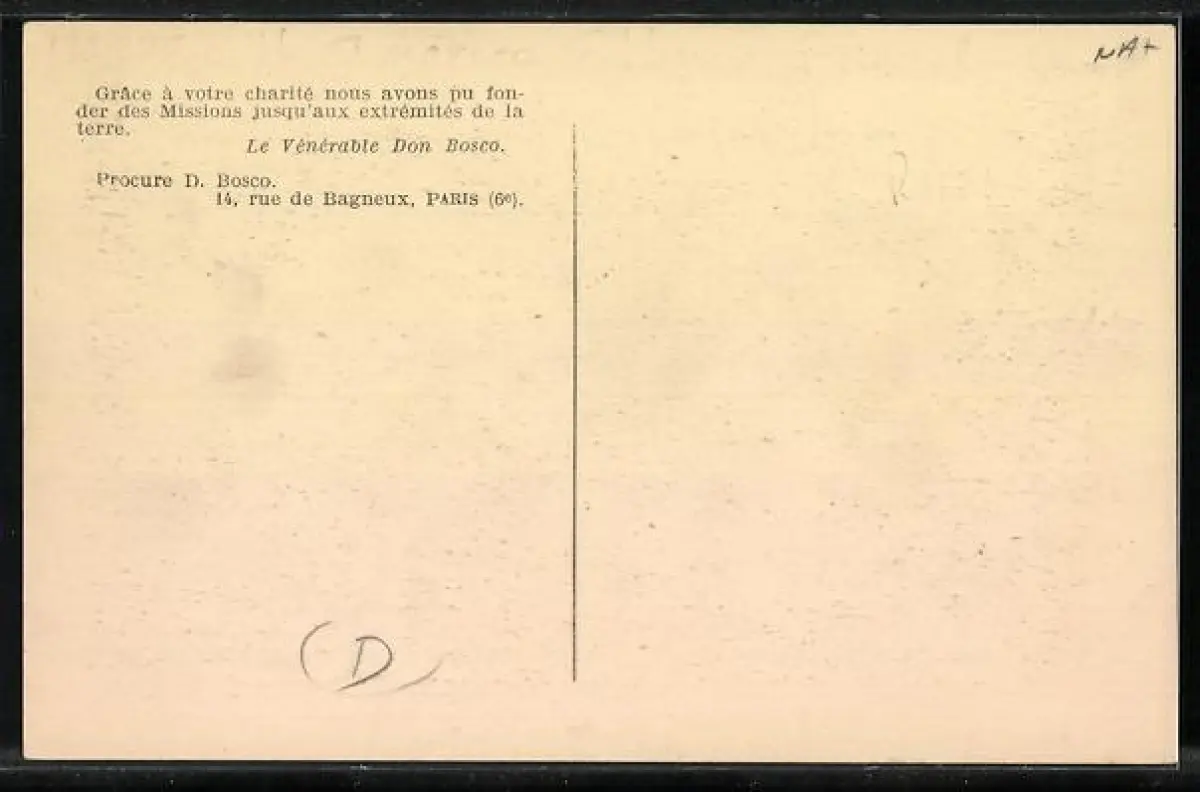 Grâce à votre charité nous avons pu fon-
der des Missions jusqu'aux extrémités de la
terre.
Le Vénérable Don Bosco.
Procure D. Bosco.
14, rue de Bagneux, PARIS (6e).
NA+
(D)